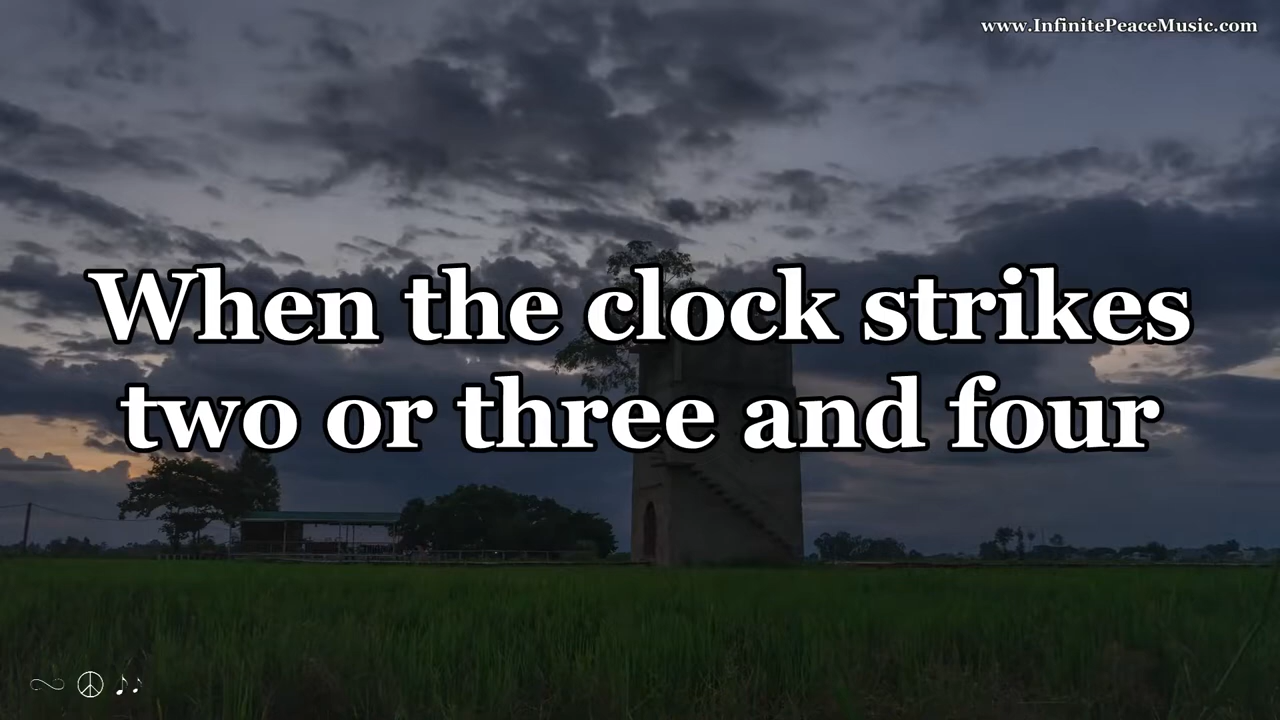 www.InfinitePeaceMusic.com
When the clock strikes
two or three and four